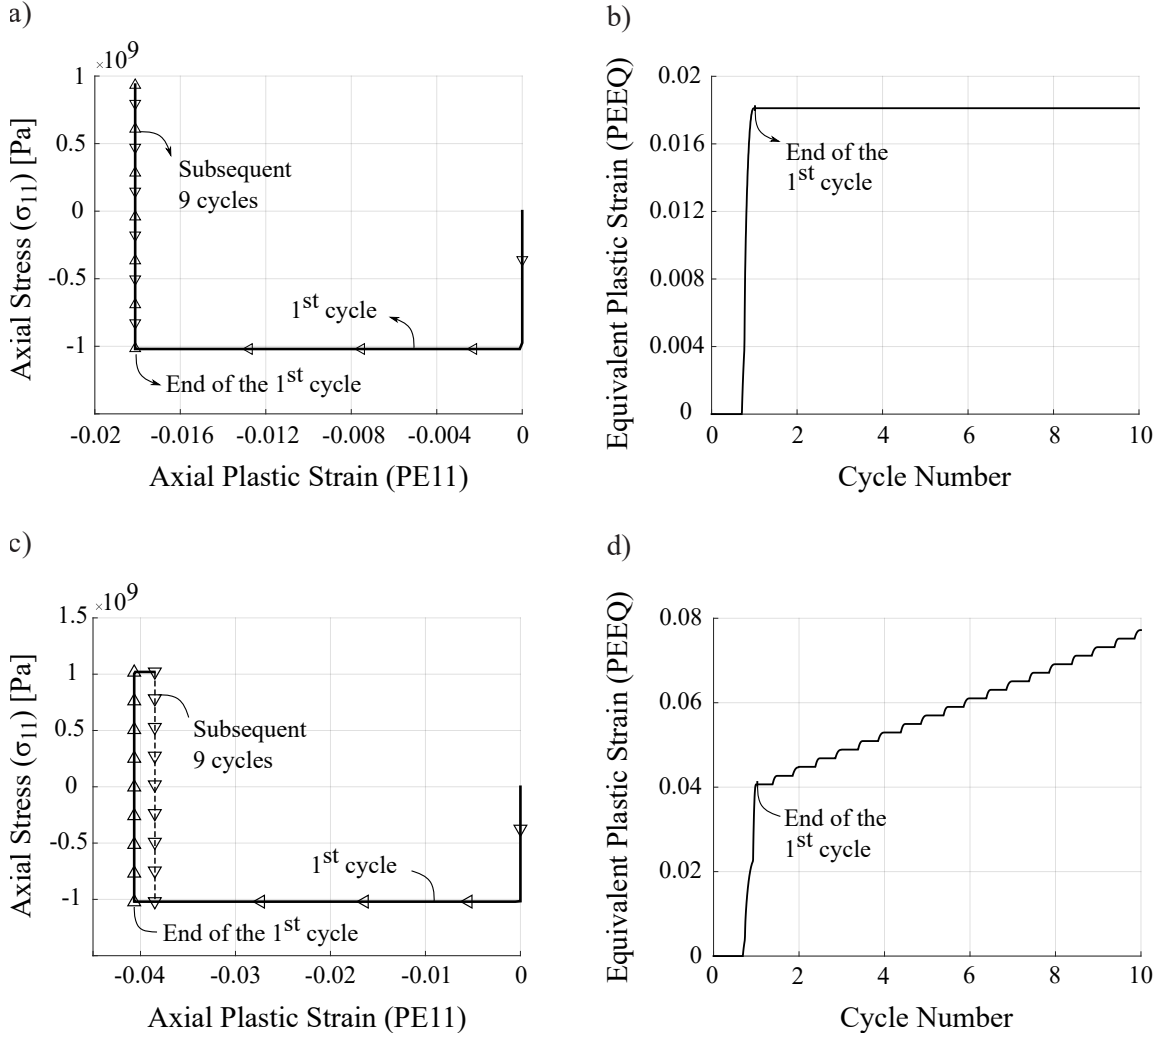 a)
×10⁹
1
0.5
0
-0.5
-1
Axial Stress (σ₁₁) [Pa]
Subsequent
9 cycles
1st cycle
End of the 1st cycle
-0.02 -0.016 -0.012 -0.008 -0.004 0
Axial Plastic Strain (PE11)
b)
0.02
0.016
0.012
0.008
0.004
0
Equivalent Plastic Strain (PEEQ)
End of the
1st cycle
0 2 4 6 8 10
Cycle Number
c)
×10⁹
1.5
1
0.5
0
-0.5
-1
Axial Stress (σ₁₁) [Pa]
Subsequent
9 cycles
1st cycle
End of the 1st cycle
-0.04 -0.03 -0.02 -0.01 0
Axial Plastic Strain (PE11)
d)
0.08
0.06
0.04
0.02
0
Equivalent Plastic Strain (PEEQ)
End of the
1st cycle
0 2 4 6 8 10
Cycle Number